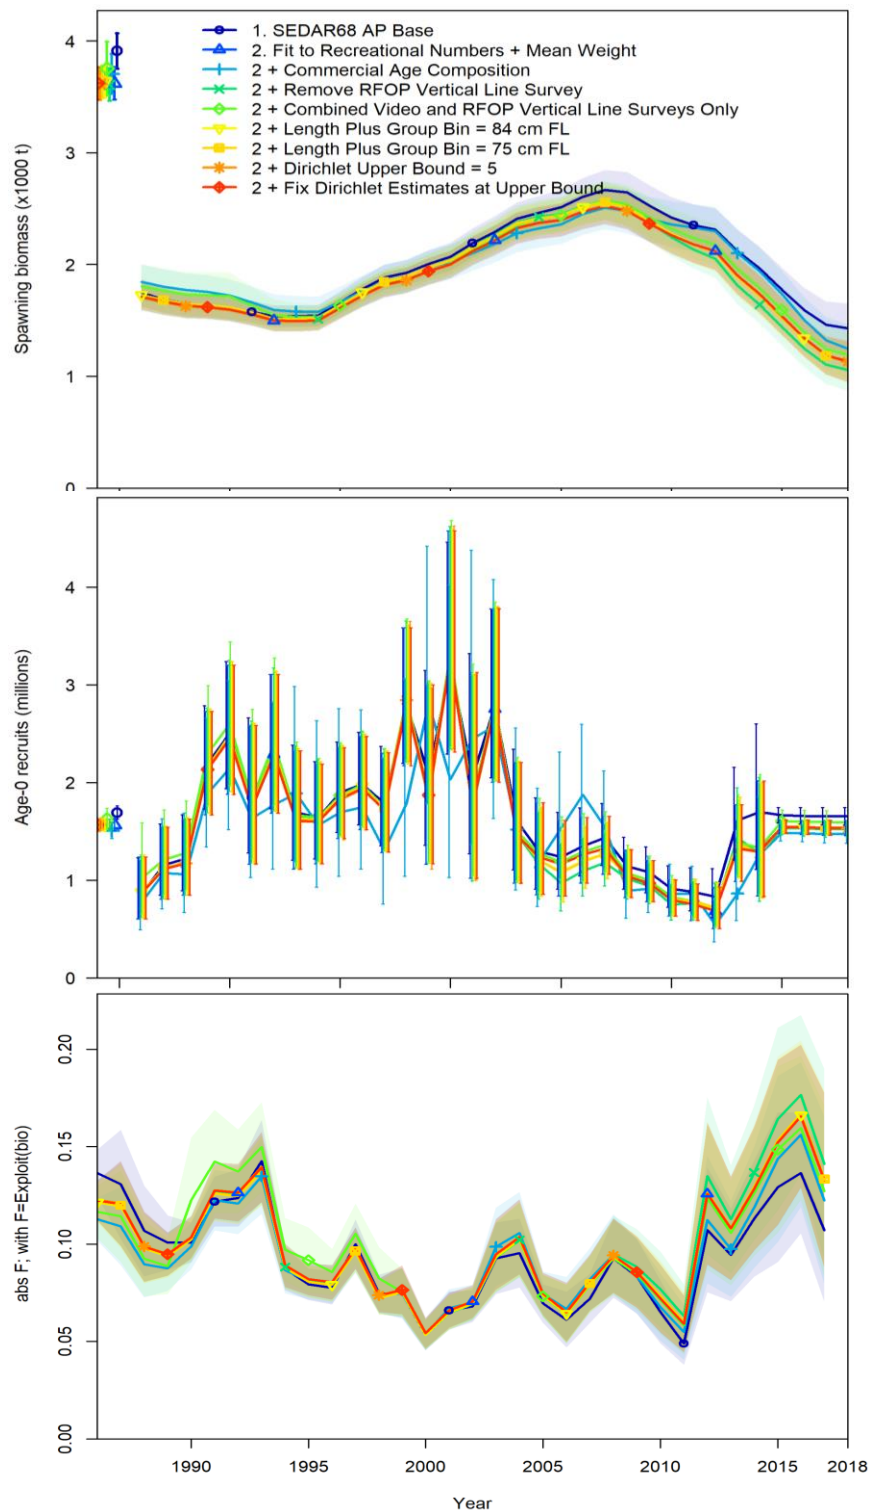 1. SEDAR68 AP Base
2. Fit to Recreational Numbers + Mean Weight
2 + Commercial Age Composition
2 + Remove RFOP Vertical Line Survey
2 + Combined Video and RFOP Vertical Line Surveys Only
2 + Length Plus Group Bin = 84 cm FL
2 + Length Plus Group Bin = 75 cm FL
2 + Dirichlet Upper Bound = 5
2 + Fix Dirichlet Estimates at Upper Bound
Spawning biomass (x1000 t)
4
3
2
1
0
Age-0 recruits (millions)
4
3
2
1
0
abs F; with F=Exploit(bio)
0.20
0.15
0.10
0.05
0.00
1990 1995 2000 2005 2010 2015 2018
Year